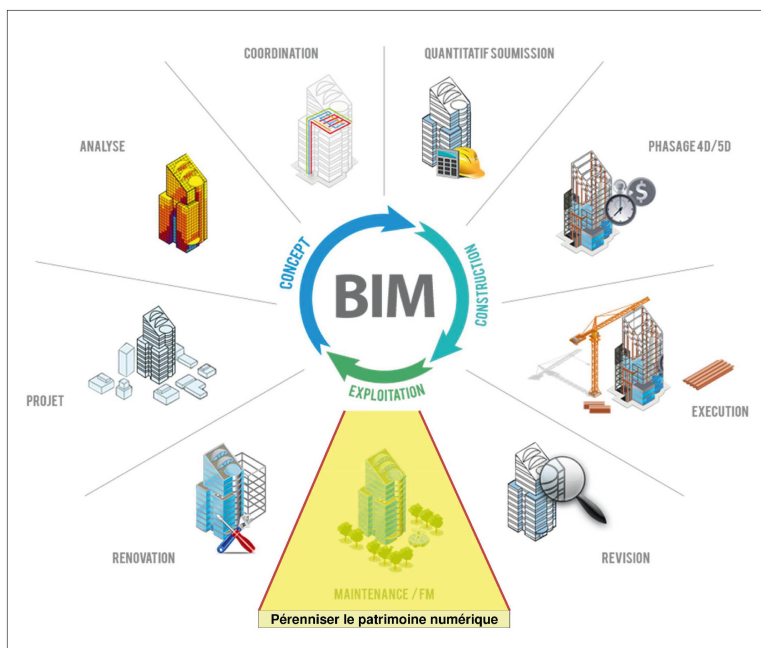 COORDINATION
QUANTITATIF SOUMISSION
ANALYSE
PHASAGE 4D/5D
$
CONCEPT
BIM
CONSTRUCTION
EXPLOITATION
PROJET
EXECUTION
RENOVATION
REVISION
MAINTENANCE / FM
Pérenniser le patrimoine numérique